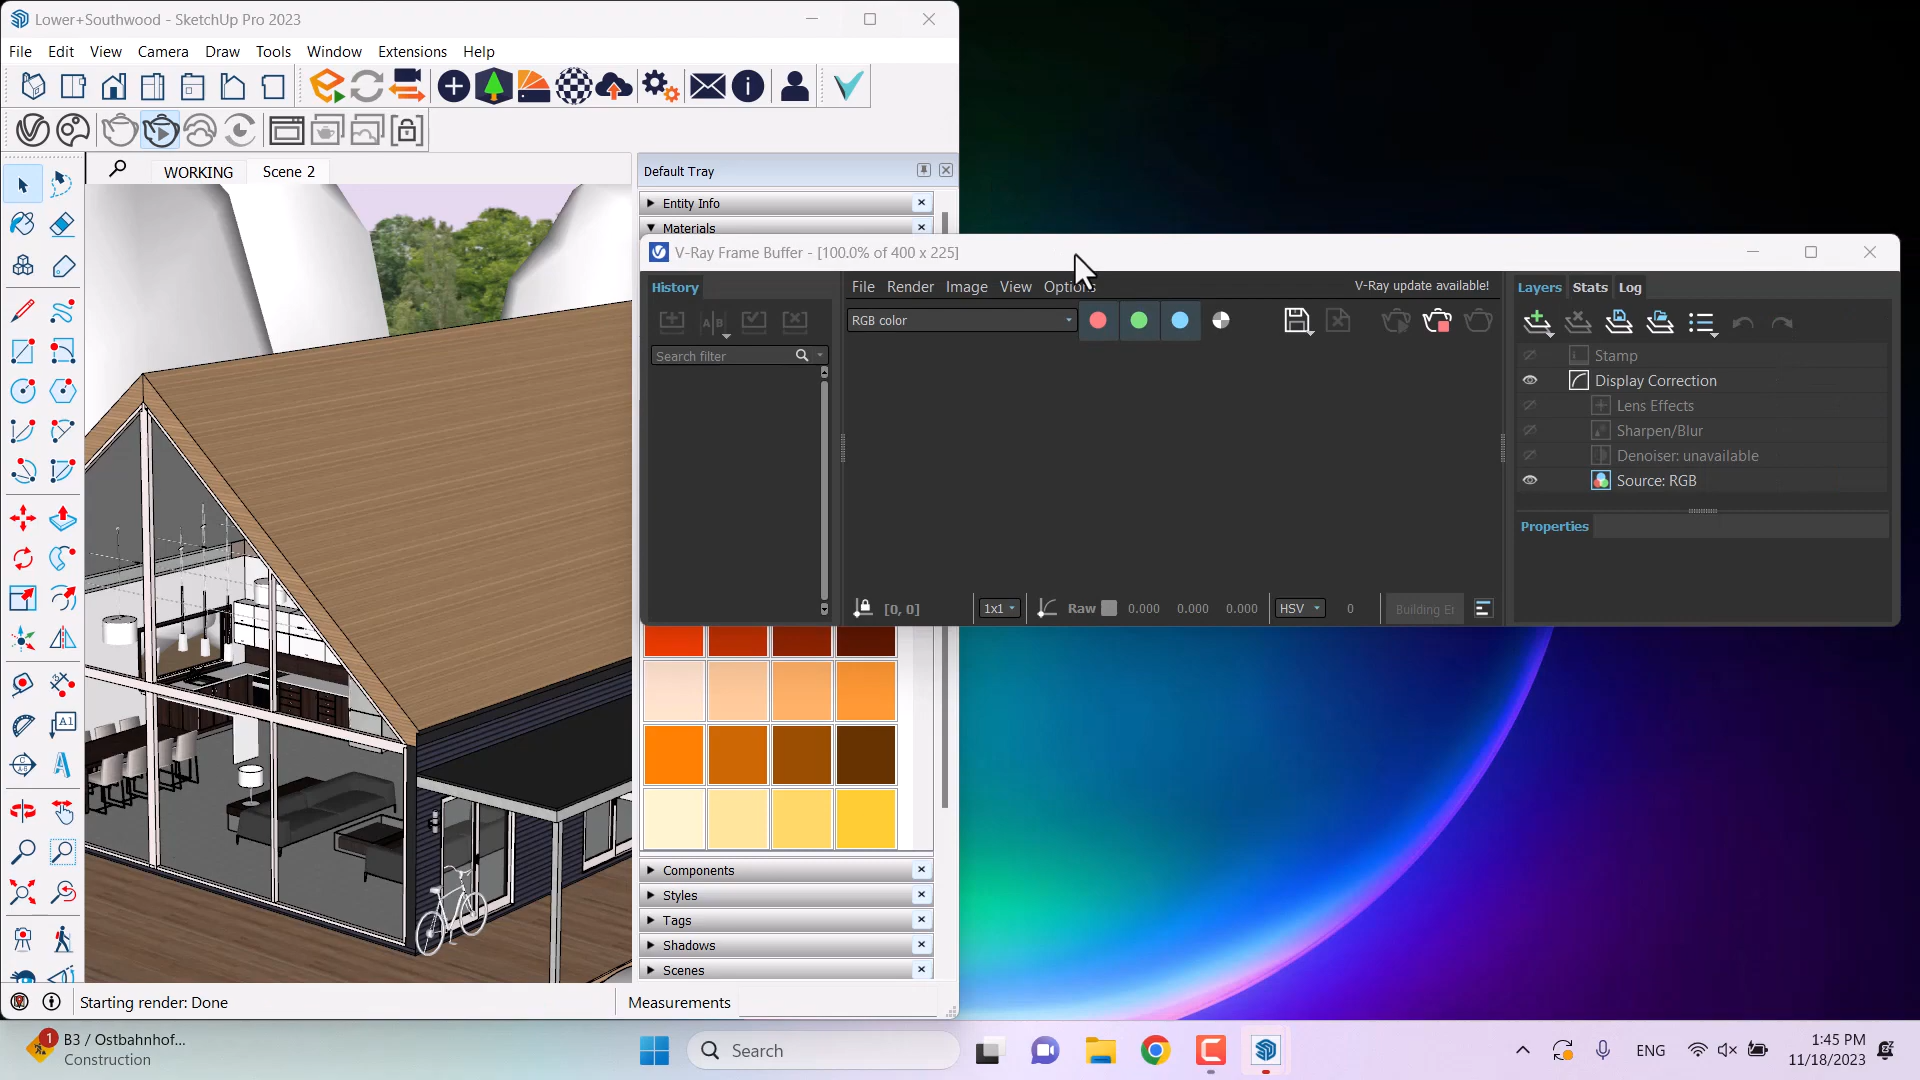 Lower+Southwood - SketchUp Pro 2023
File Edit View Camera Draw Tools Window Extensions Help
WORKING Scene 2
Default Tray
Entity Info
Materials
V-Ray Frame Buffer - [100.0% of 400 x 225]
History
File Render Image View Options
V-Ray update available!
Layers Stats Log
RGB color
Search filter
Stamp
Display Correction
Lens Effects
Sharpen/Blur
Denoiser: unavailable
Source: RGB
Properties
[0, 0] 1x1 Raw 0.000 0.000 0.000 HSV 0 Building
A1
Components
Styles
Tags
Shadows
Scenes
Starting render: Done
Measurements
1
B3 / Ostbahnhof...
Construction
Search
ENG
1:45 PM
11/18/2023